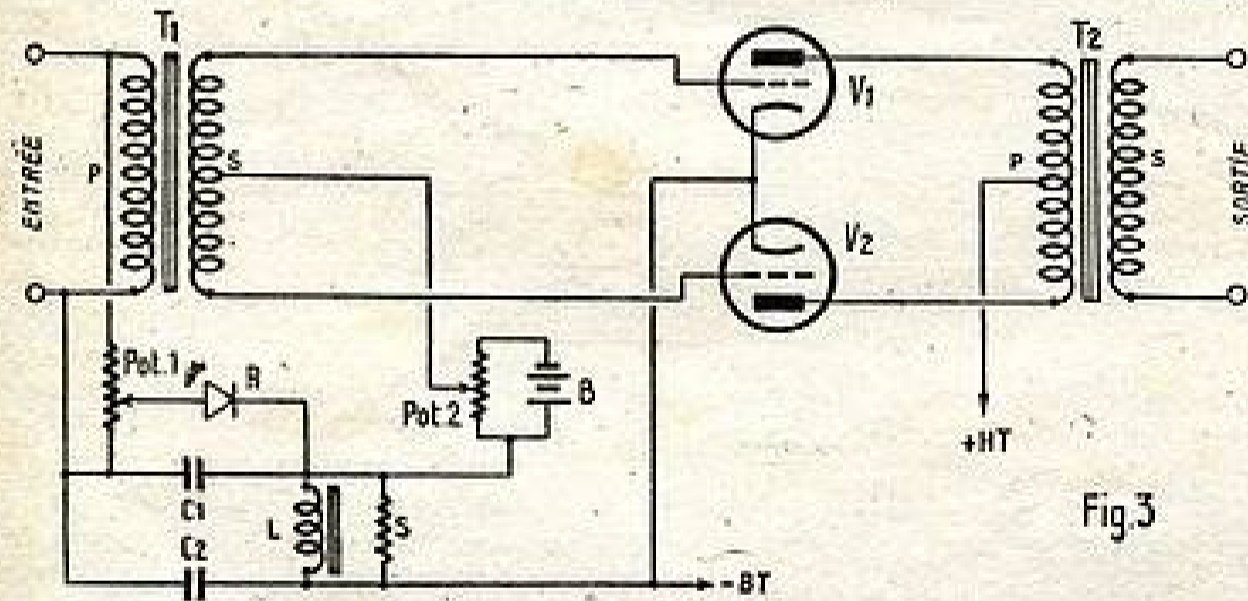 T1
T2
ENTRÉE
P
S
V1
V2
P
S
SORTIE
Pot.1
R
Pot.2
B
+HT
C1
L
S
C2
-BT
Fig.3